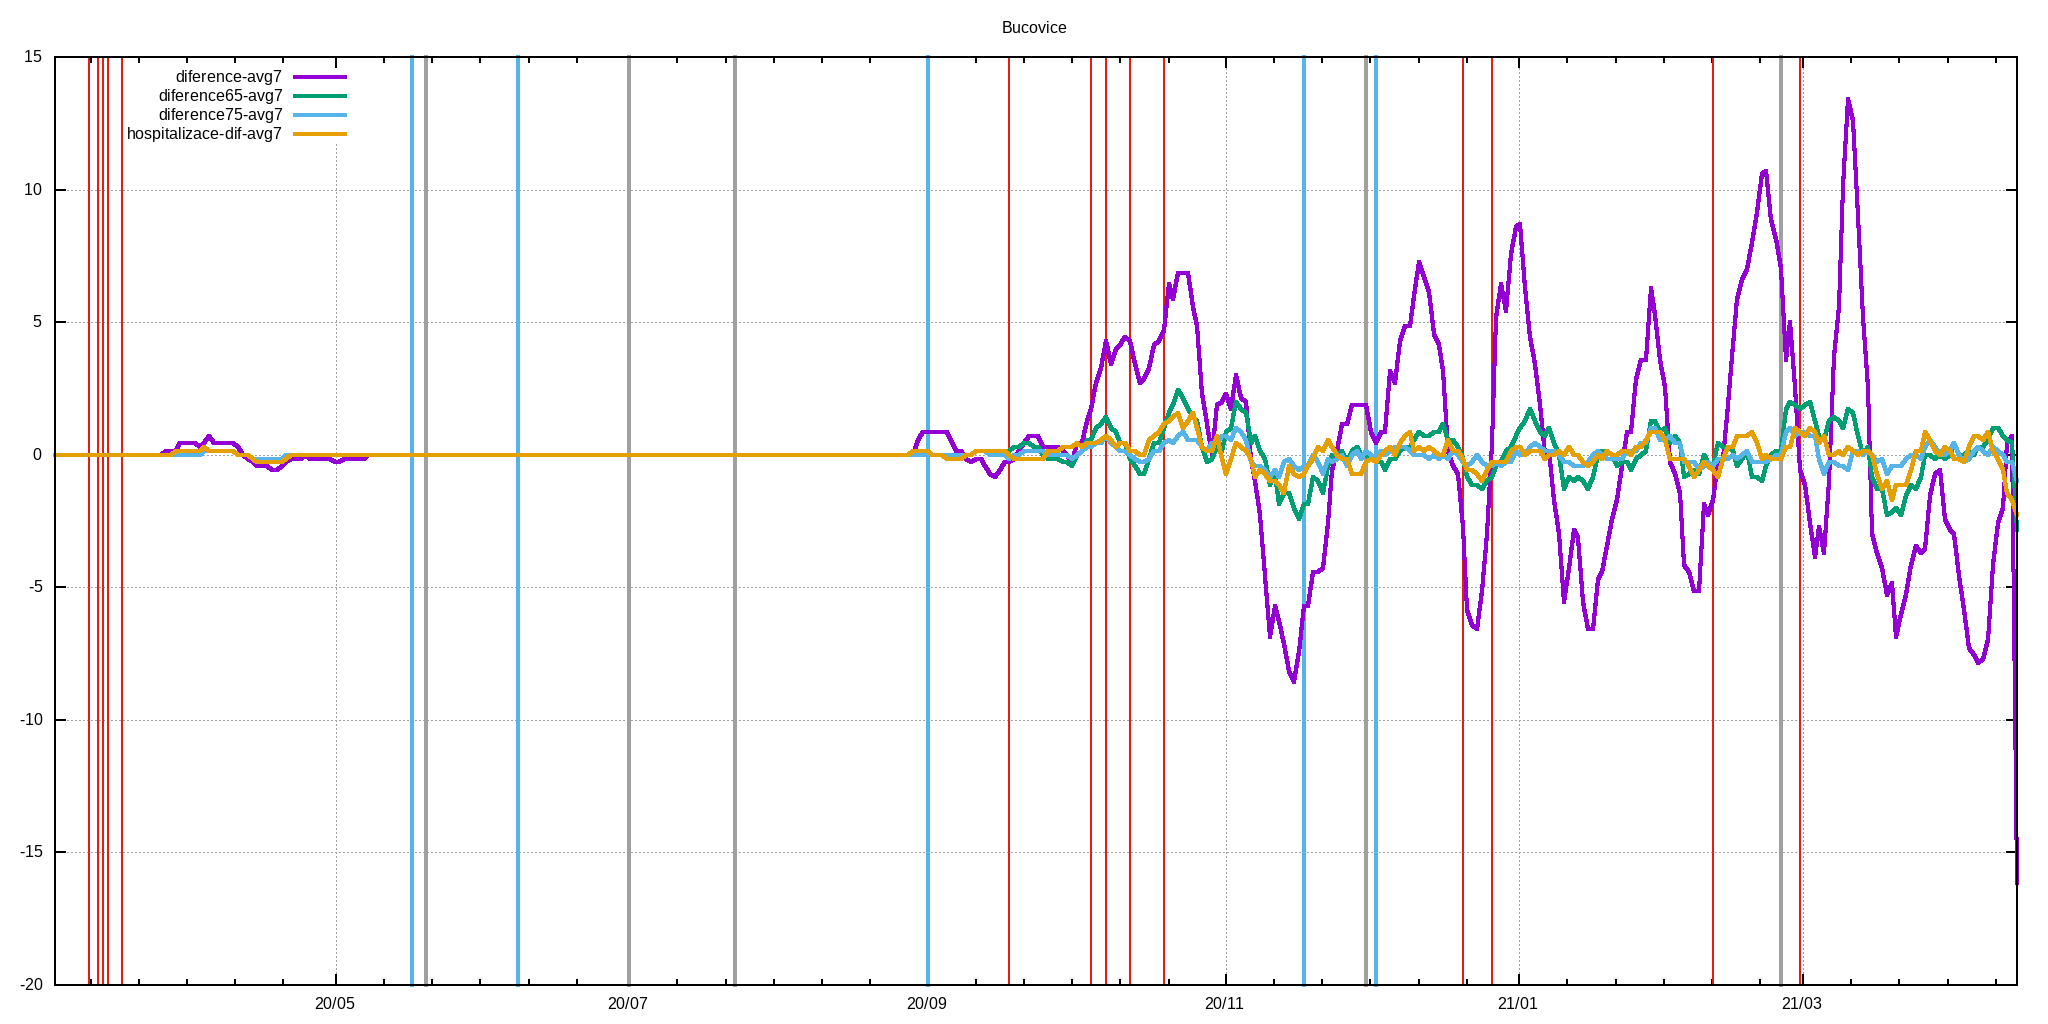 Bucovice
diference-avg7
diference65-avg7
diference75-avg7
hospitalizace-dif-avg7
15
10
5
0
-5
-10
-15
-20
20/05 20/07 20/09 20/11 21/01 21/03